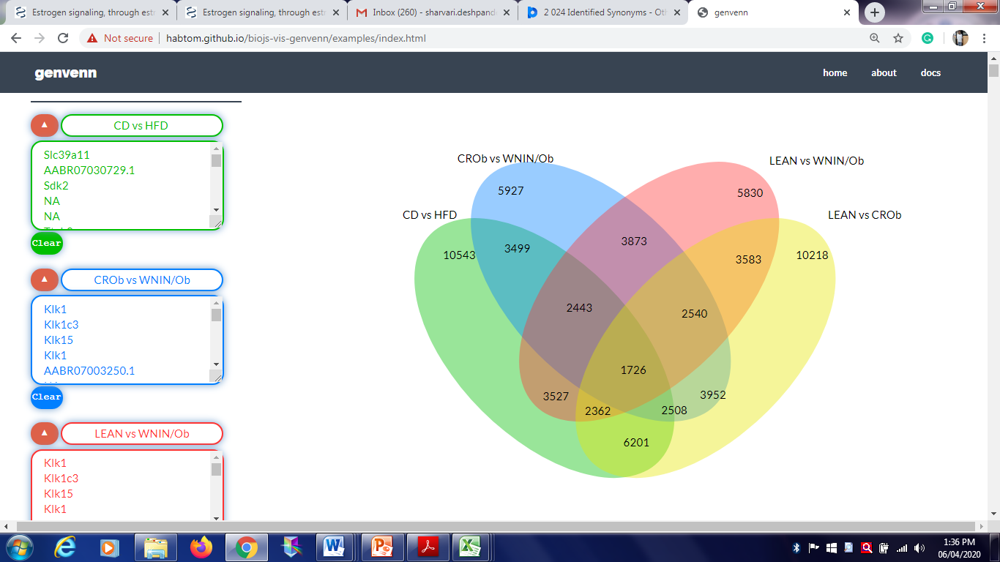 Estrogen signaling, through estr
Estrogen signaling, through estr
Inbox (260) - sharvari.deshpand
2 024 Identified Synonyms - Oth
genvenn
Not secure
habtom.github.io/biojs-vis-genvenn/examples/index.html
genvenn
home
about
docs
CD vs HFD
Slc39a11
AABR07030729.1
Sdk2
NA
NA
Clear
CROb vs WNIN/Ob
Klk1
Klk1c3
Klk15
Klk1
AABR07003250.1
Clear
LEAN vs WNIN/Ob
Klk1
Klk1c3
Klk15
Klk1
CROb vs WNIN/Ob
LEAN vs WNIN/Ob
5927
5830
CD vs HFD
LEAN vs CROb
3873
10543
3499
3583
10218
2443
2540
1726
3527
3952
2362
2508
6201
1:36 PM
06/04/2020